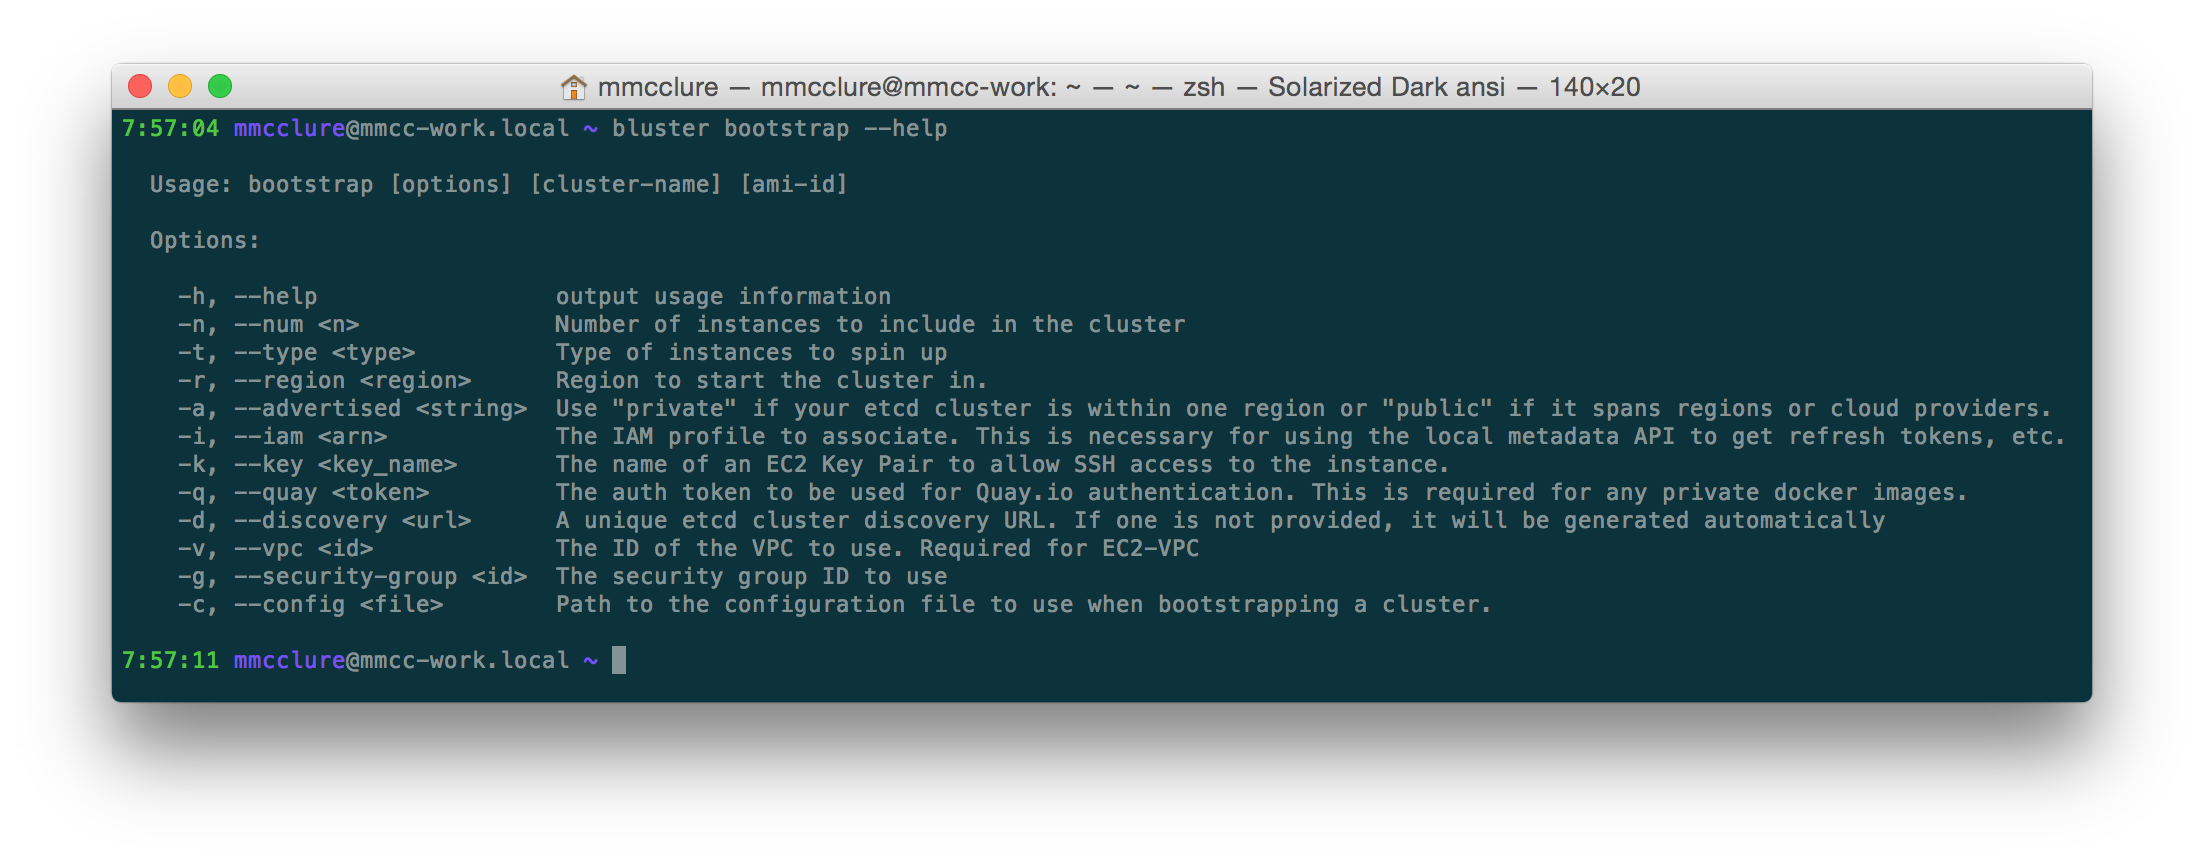 mmcclure — mmcclure@mmcc-work: ~ — ~ — zsh — Solarized Dark ansi — 140×20
7:57:04 mmcclure@mmcc-work.local ~ bluster bootstrap --help
Usage: bootstrap [options] [cluster-name] [ami-id]
Options:
-h, --help output usage information
-n, --num <n> Number of instances to include in the cluster
-t, --type <type> Type of instances to spin up
-r, --region <region> Region to start the cluster in.
-a, --advertised <string> Use "private" if your etcd cluster is within one region or "public" if it spans regions or cloud providers.
-i, --iam <arn> The IAM profile to associate. This is necessary for using the local metadata API to get refresh tokens, etc.
-k, --key <key_name> The name of an EC2 Key Pair to allow SSH access to the instance.
-q, --quay <token> The auth token to be used for Quay.io authentication. This is required for any private docker images.
-d, --discovery <url> A unique etcd cluster discovery URL. If one is not provided, it will be generated automatically
-v, --vpc <id> The ID of the VPC to use. Required for EC2-VPC
-g, --security-group <id> The security group ID to use
-c, --config <file> Path to the configuration file to use when bootstrapping a cluster.
7:57:11 mmcclure@mmcc-work.local ~